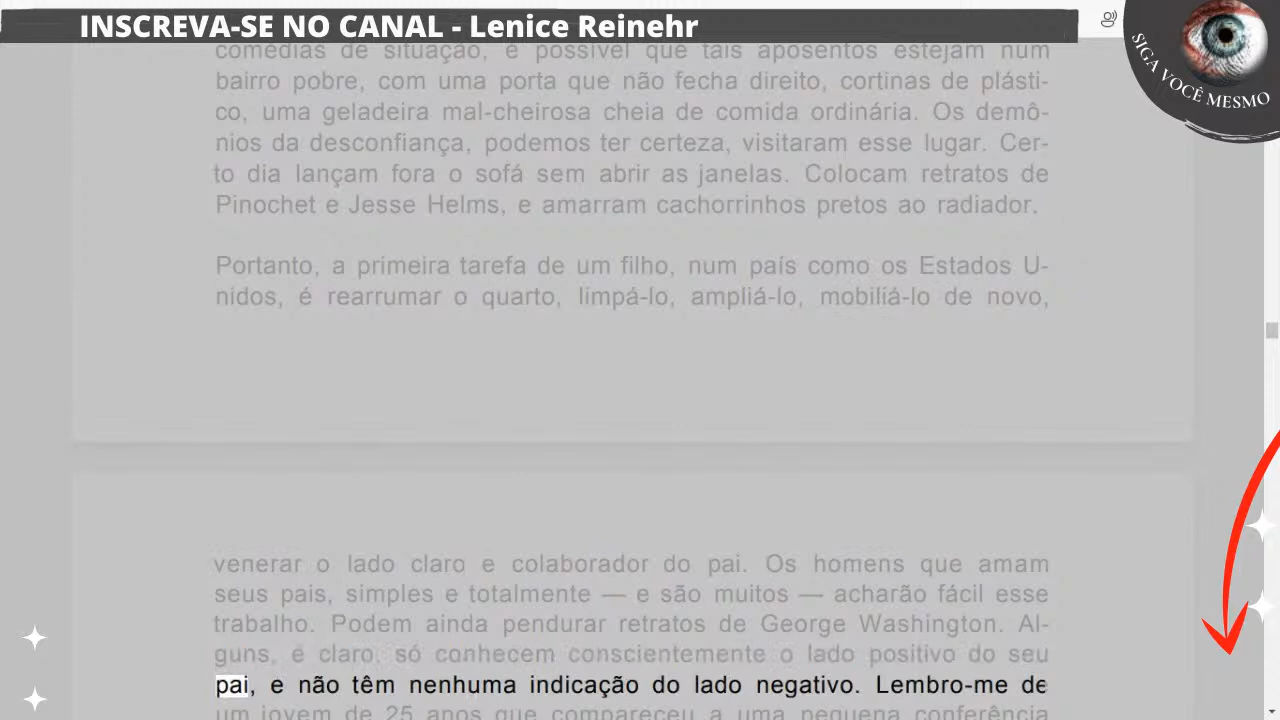 INSCREVA-SE NO CANAL - Lenice Reinehr
SIGA VOCÊ MESMO
comédias de situação, é possível que tais aposentos estejam num
bairro pobre, com uma porta que não fecha direito, cortinas de plásti-
co, uma geladeira mal-cheirosa cheia de comida ordinária. Os demô-
nios da desconfiança, podemos ter certeza, visitaram esse lugar. Cer-
to dia lançam fora o sofá sem abrir as janelas. Colocam retratos de
Pinochet e Jesse Helms, e amarram cachorrinhos pretos ao radiador.
Portanto, a primeira tarefa de um filho, num país como os Estados U-
nidos, é rearrumar o quarto, limpá-lo, ampliá-lo, mobiliá-lo de novo,
venerar o lado claro e colaborador do pai. Os homens que amam
seus pais, simples e totalmente — e são muitos — acharão fácil esse
trabalho. Podem ainda pendurar retratos de George Washington. Al-
guns, é claro, só conhecem conscientemente o lado positivo do seu
pai, e não têm nenhuma indicação do lado negativo. Lembro-me de
um jovem de 25 anos que compareceu a uma pequena conferência